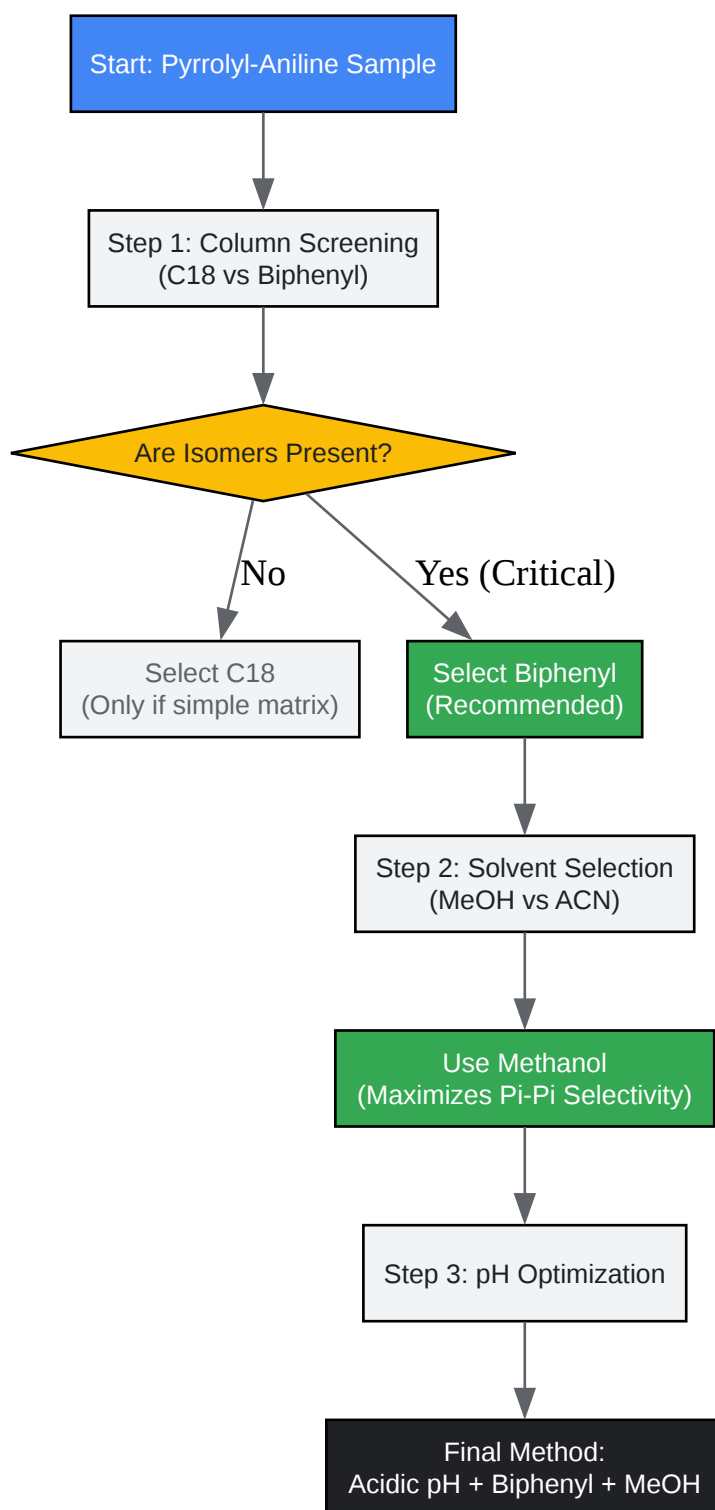 Start: Pyrrolyl-Aniline Sample
Step 1: Column Screening
(C18 vs Biphenyl)
Are Isomers Present?
No
Yes (Critical)
Select C18
(Only if simple matrix)
Select Biphenyl
(Recommended)
Step 2: Solvent Selection
(MeOH vs ACN)
Use Methanol
(Maximizes Pi-Pi Selectivity)
Step 3: pH Optimization
Final Method:
Acidic pH + Biphenyl + MeOH